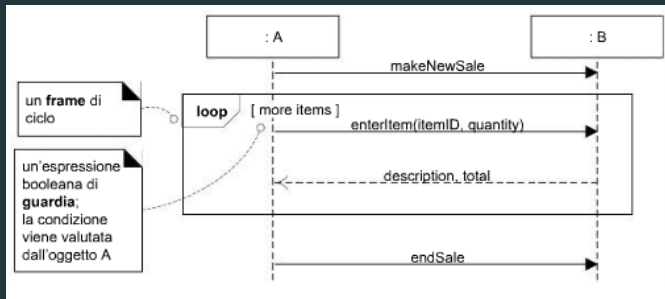 : A
: B
makeNewSale
un frame di
ciclo
loop
[ more items ]
enterItem(itemID, quantity)
un'espressione
booleana di
guardia;
la condizione
viene valutata
dall'oggetto A
description, total
endSale